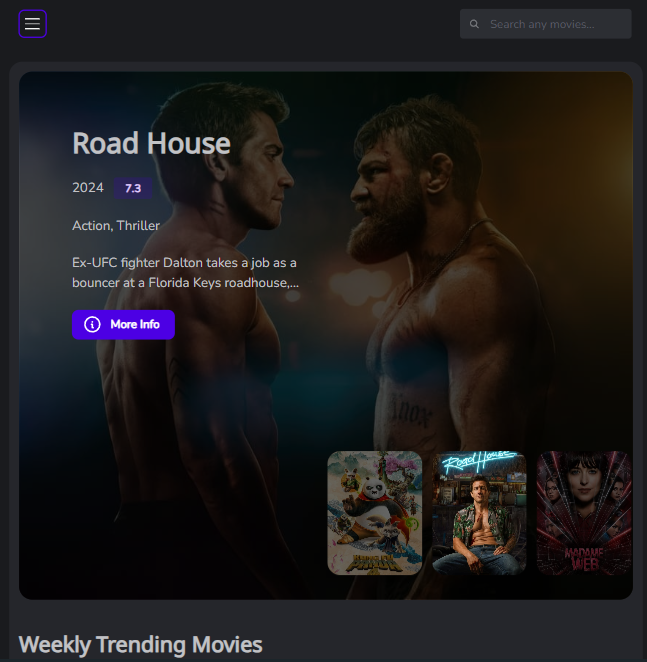 Search any movies...
Road House
2024 7.3
Action, Thriller
Ex-UFC fighter Dalton takes a job as a
bouncer at a Florida Keys roadhouse,...
More Info
Knox
Road House
MADAME
WEB
Weekly Trending Movies